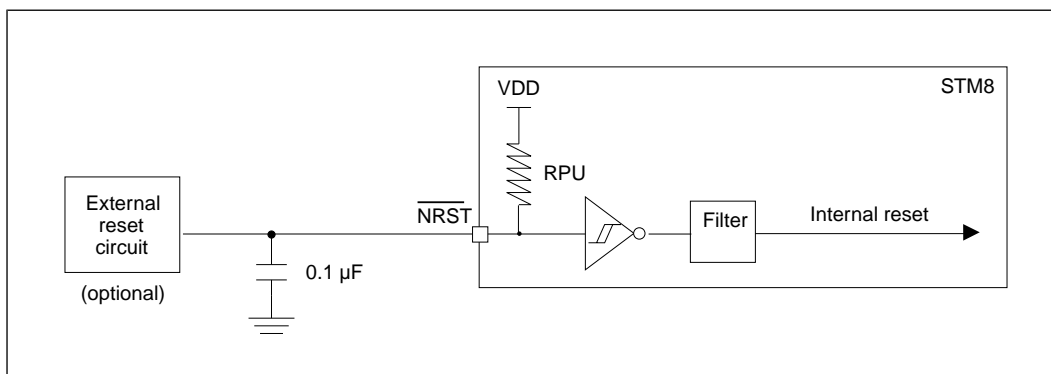 STM8
VDD
RPU
External
reset
circuit
(optional)
0.1 µF
NRST
Filter
Internal reset